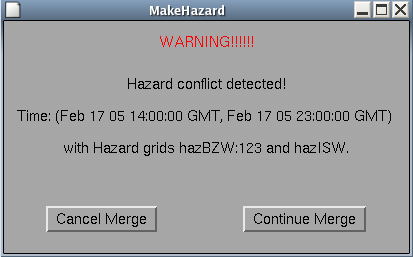 MakeHazard
WARNING!!!!!!
Hazard conflict detected!
Time: (Feb 17 05 14:00:00 GMT, Feb 17 05 23:00:00 GMT)
with Hazard grids hazBZW:123 and hazISW.
Cancel Merge
Continue Merge